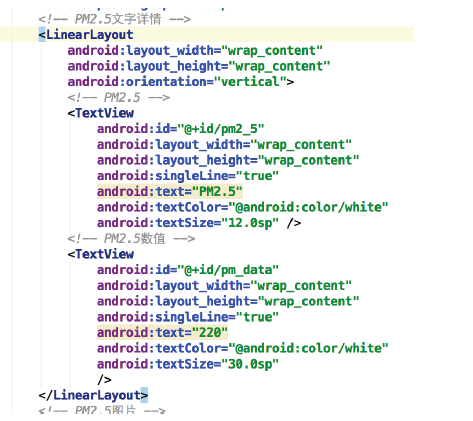 <!-- PM2.5文字详情 -->
<LinearLayout
android:layout_width="wrap_content"
android:layout_height="wrap_content"
android:orientation="vertical">
<!-- PM2.5 -->
<TextView
android:id="@+id/pm2_5"
android:layout_width="wrap_content"
android:layout_height="wrap_content"
android:singleLine="true"
android:text="PM2.5"
android:textColor="@android:color/white"
android:textSize="12.0sp" />
<!-- PM2.5数值 -->
<TextView
android:id="@+id/pm_data"
android:layout_width="wrap_content"
android:layout_height="wrap_content"
android:singleLine="true"
android:text="220"
android:textColor="@android:color/white"
android:textSize="30.0sp"
/>
</LinearLayout>
<!-- PM2.5图片 -->